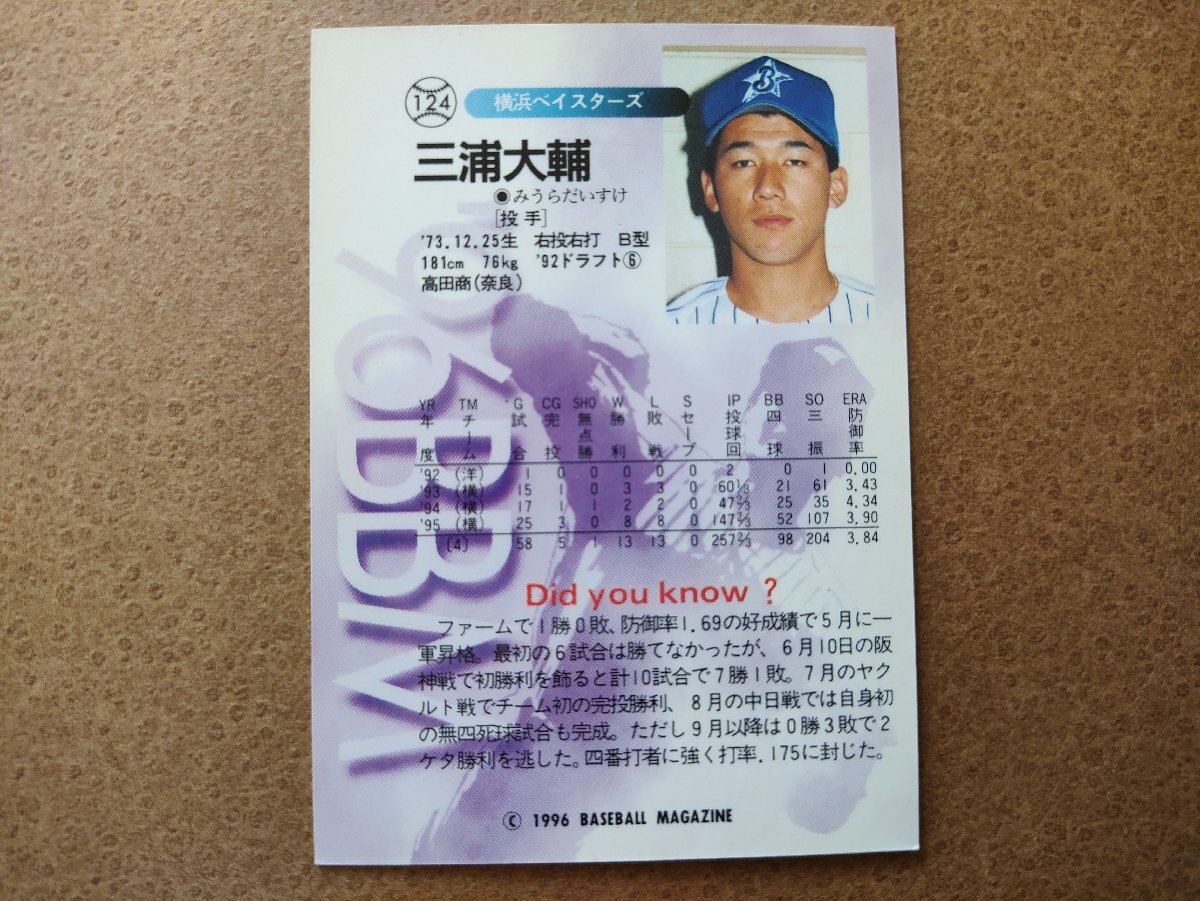 124 横浜ベイスターズ
B
三浦大輔
◉みうらだいすけ
[投手]
'73.12.25生 右投右打 B型
181cm 76kg '92ドラフト⑥
高田商(奈良)
'96 BBM
YR TM G CG SHO W L S IP BB SO ERA
年度 チーム 試合 完投 無点勝 勝利 敗戦 セーブ 投球回 四球 三振 防御率
'92 (洋) 1 0 0 0 0 0 2 0 1 0.00
'93 (横) 15 1 0 3 3 0 60⅓ 21 61 3.43
'94 (横) 17 1 1 2 2 0 47⅔ 25 35 4.34
'95 (横) 25 3 0 8 8 0 147⅔ 52 107 3.90
[4] 58 5 1 13 13 0 257⅔ 98 204 3.84
Did you know ?
ファームで1勝0敗、防御率1.69の好成績で5月に一
軍昇格。最初の6試合は勝てなかったが、6月10日の阪
神戦で初勝利を飾ると計10試合で7勝1敗。7月のヤク
ルト戦でチーム初の完投勝利、8月の中日戦では自身初
の無四死球試合も完成。ただし9月以降は0勝3敗で2
ケタ勝利を逃した。四番打者に強く打率.175に封じた。
© 1996 BASEBALL MAGAZINE